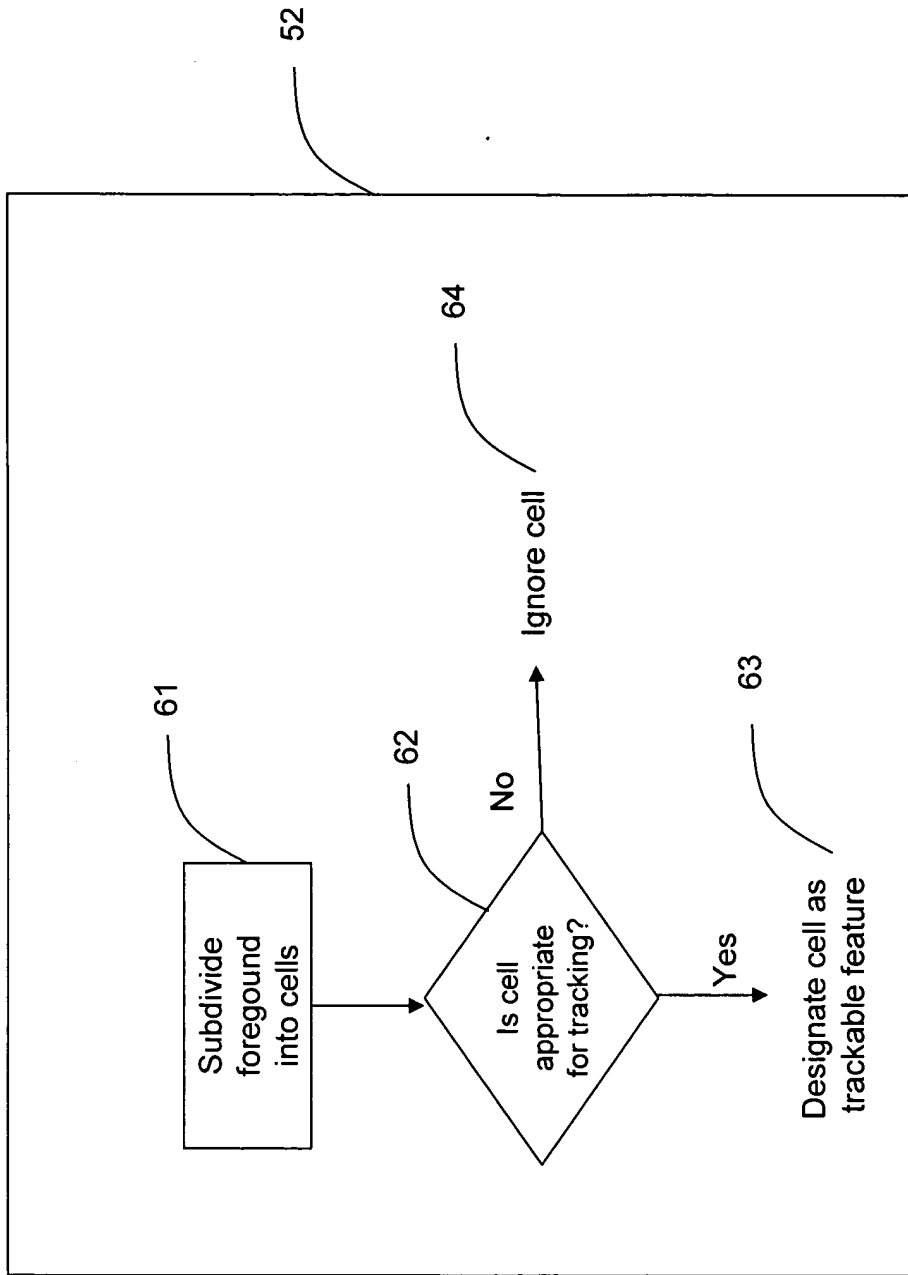 52
61
Subdivide
foregound
into cells
62
Is cell
appropriate
for tracking?
No
64
Ignore cell
Yes
63
Designate cell as
trackable feature